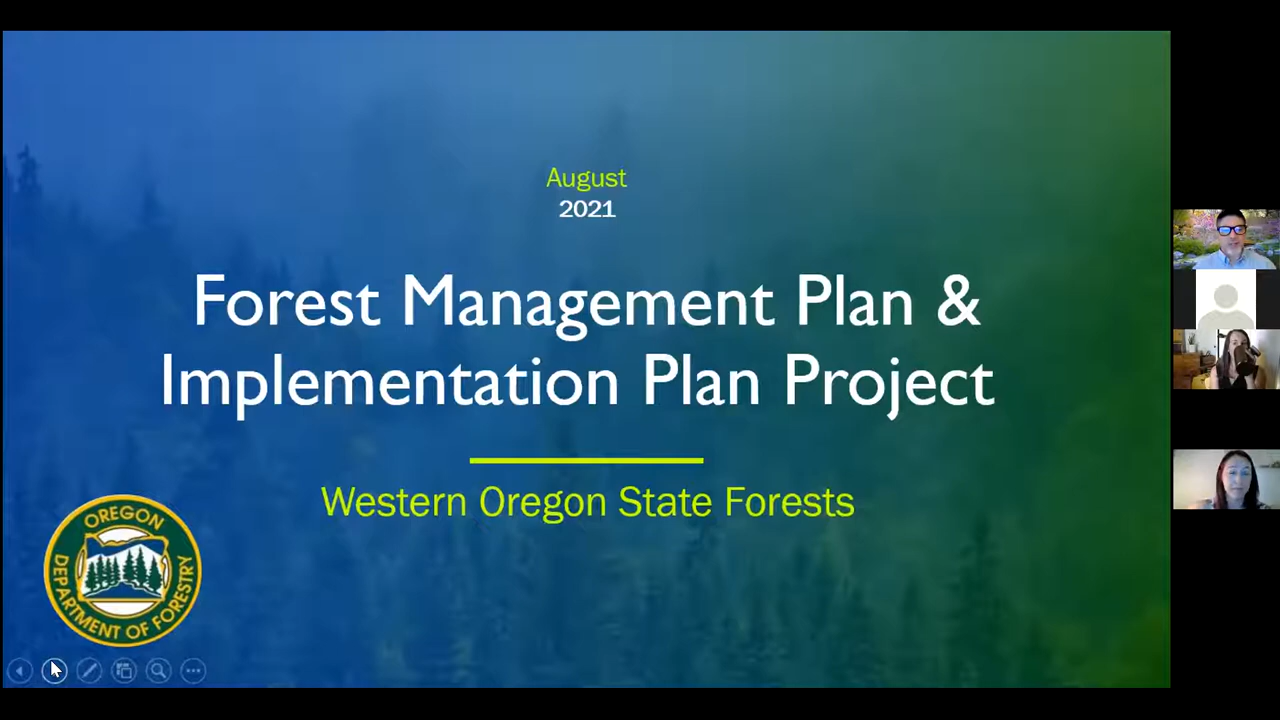 August
2021
Forest Management Plan &
Implementation Plan Project
Western Oregon State Forests
OREGON
DEPARTMENT OF FORESTRY